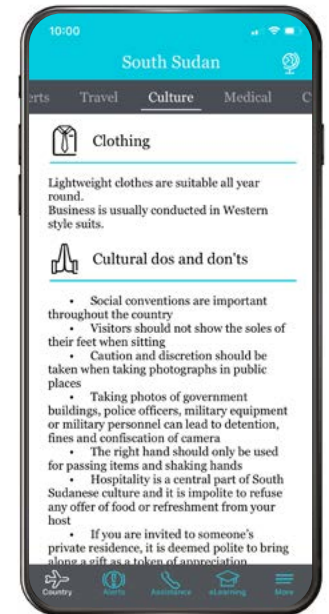 10:00
South Sudan
erts Travel Culture Medical C
Clothing
Lightweight clothes are suitable all year
round.
Business is usually conducted in Western
style suits.
Cultural dos and don'ts
• Social conventions are important
throughout the country
• Visitors should not show the soles of
their feet when sitting
• Caution and discretion should be
taken when taking photographs in public
places
• Taking photos of government
buildings, police officers, military equipment
or military personnel can lead to detention,
fines and confiscation of camera
• The right hand should only be used
for passing items and shaking hands
• Hospitality is a central part of South
Sudanese culture and it is impolite to refuse
any offer of food or refreshment from your
host
• If you are invited to someone's
private residence, it is deemed polite to bring
along a gift as a token of appreciation
Country Alerts Assistance eLearning More